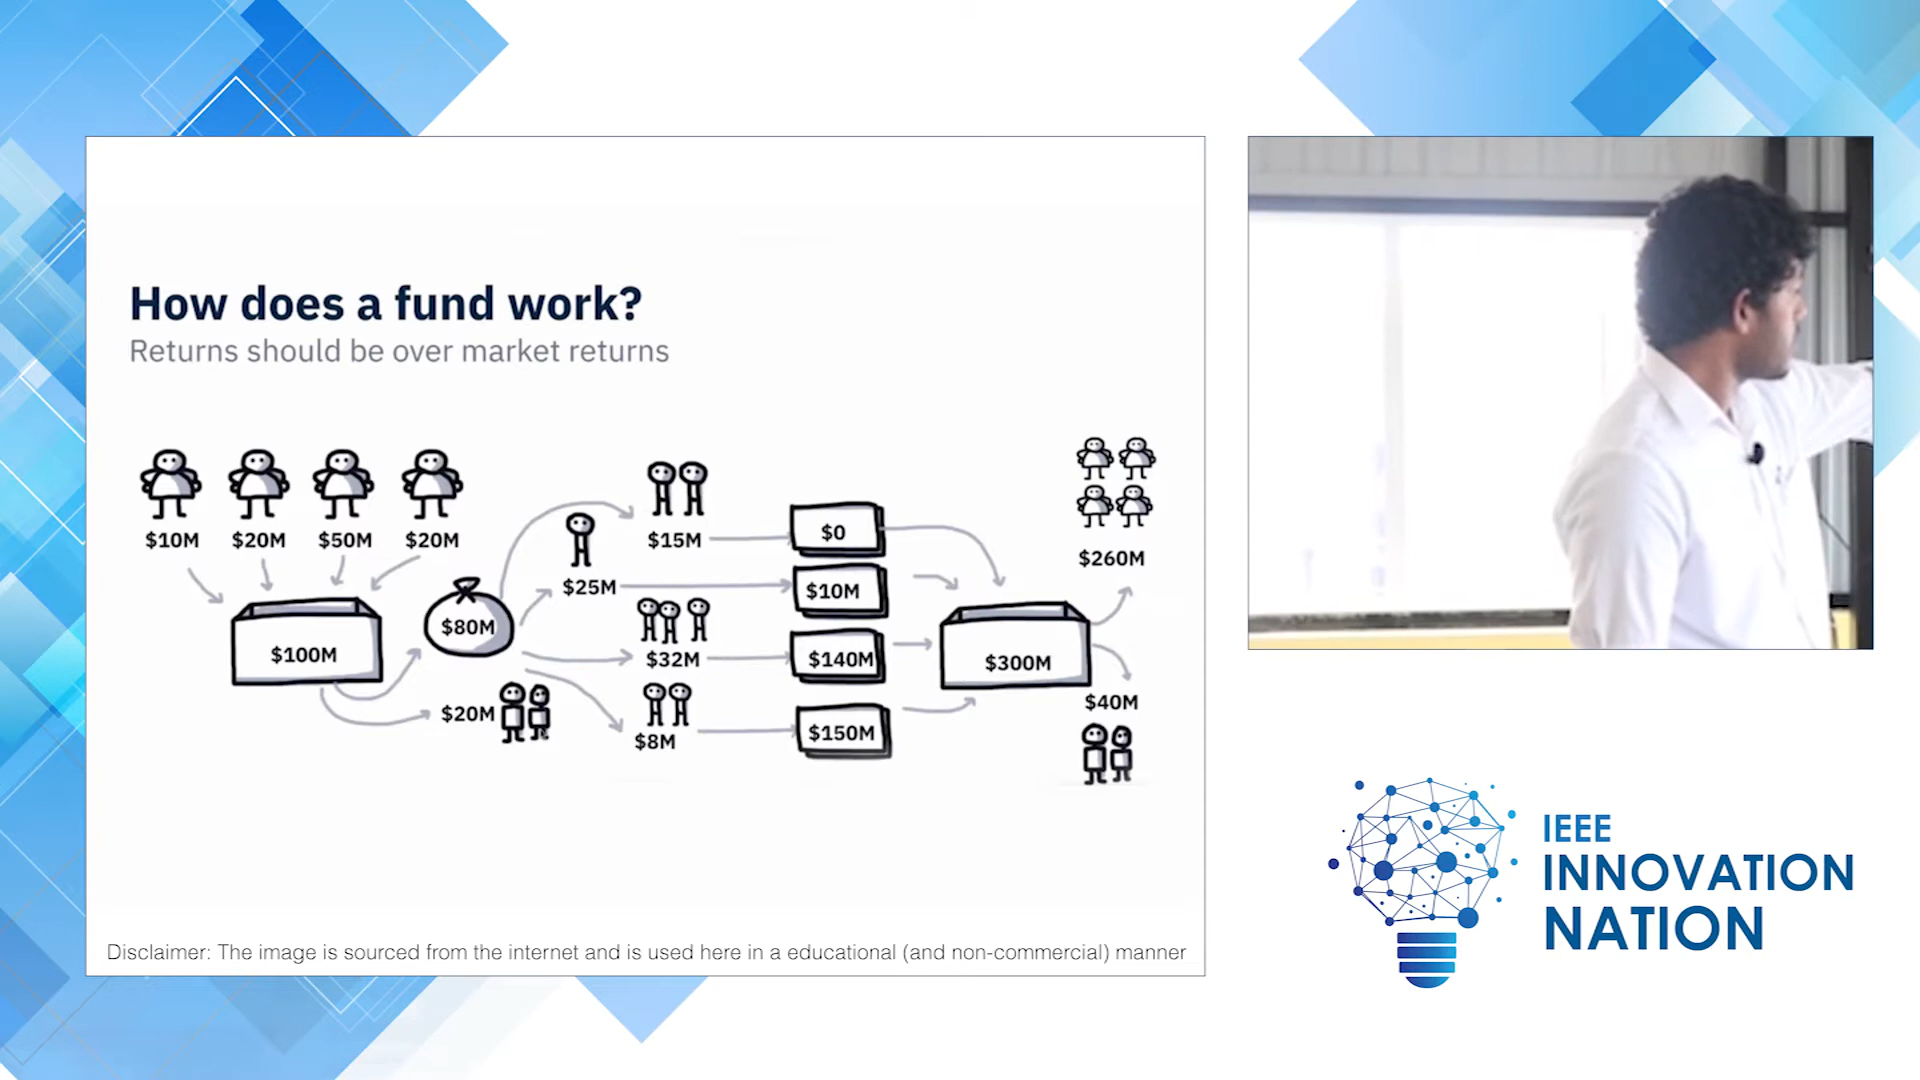 How does a fund work?
Returns should be over market returns
$10M $20M $50M $20M
$100M
$80M
$20M
$15M
$25M
$32M
$8M
$0
$10M
$140M
$150M
$300M
$260M
$40M
Disclaimer: The image is sourced from the internet and is used here in a educational (and non-commercial) manner
IEEE
INNOVATION
NATION